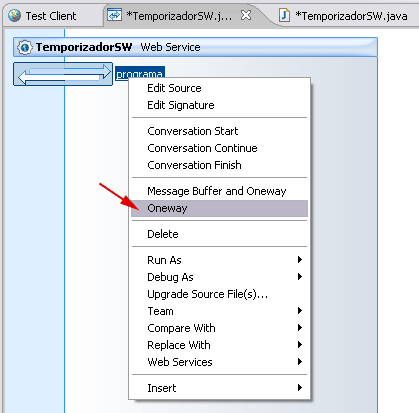 Test Client
*TemporizadorSW.j...
*TemporizadorSW.java
TemporizadorSW Web Service
programa
Edit Source
Edit Signature
Conversation Start
Conversation Continue
Conversation Finish
Message Buffer and Oneway
Oneway
Delete
Run As
Debug As
Upgrade Source File(s)...
Team
Compare With
Replace With
Web Services
Insert